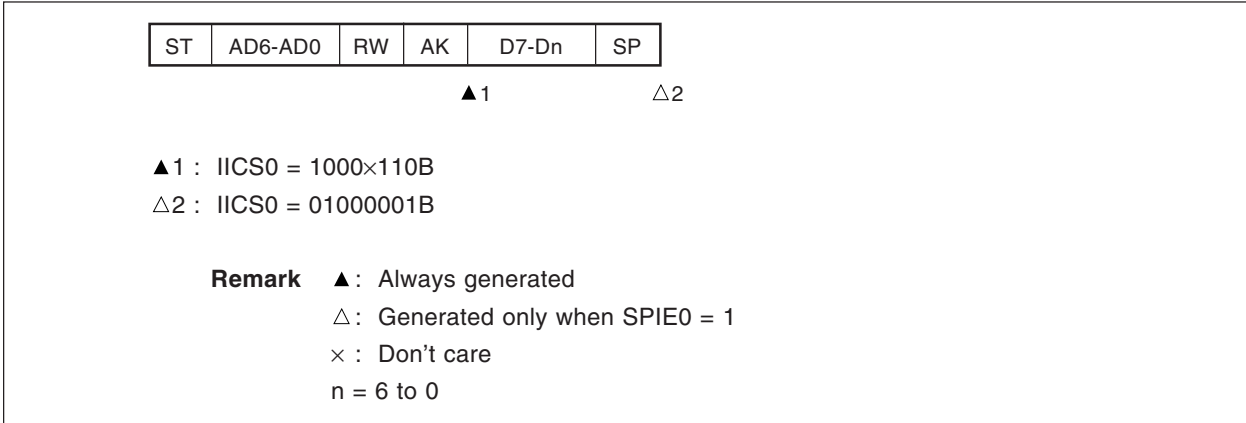 ST AD6-AD0 RW AK D7-Dn SP
▲1 △2
▲1 : IICS0 = 1000×110B
△2 : IICS0 = 01000001B
Remark ▲: Always generated
△: Generated only when SPIE0 = 1
× : Don't care
n = 6 to 0